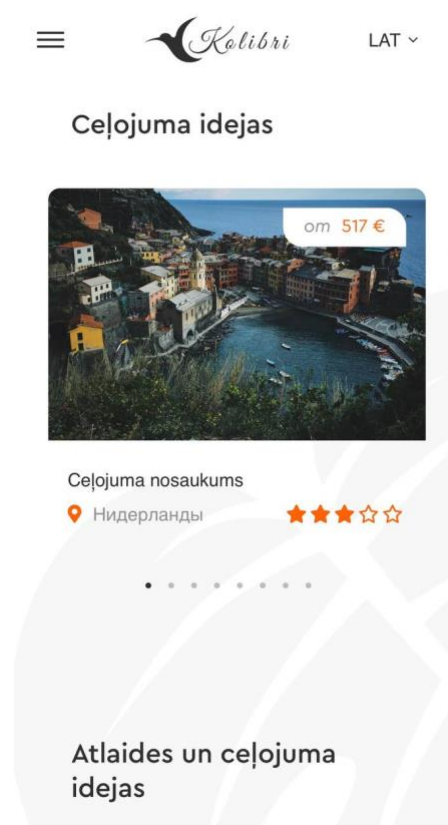 Kolibri
LAT
Ceļojuma idejas
от 517 €
Ceļojuma nosaukums
Нидерланды
Atlaides un ceļojuma
idejas